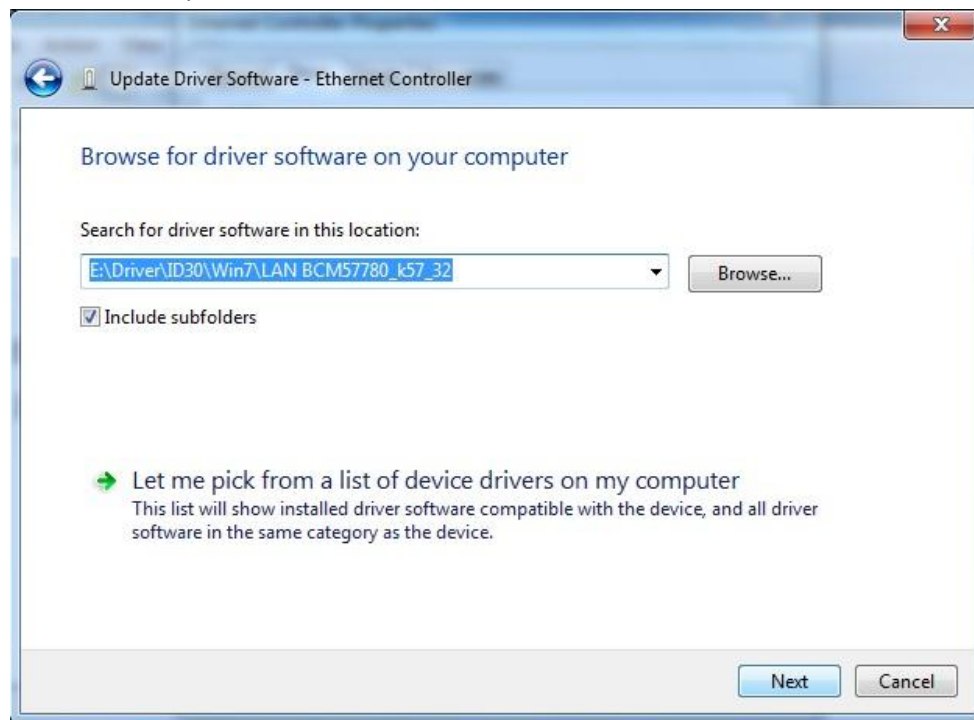 Update Driver Software - Ethernet Controller
Browse for driver software on your computer
Search for driver software in this location:
E:\Driver\ID30\Win7\LAN BCM57780_k57_32
Browse...
Include subfolders
Let me pick from a list of device drivers on my computer
This list will show installed driver software compatible with the device, and all driver
software in the same category as the device.
Next
Cancel